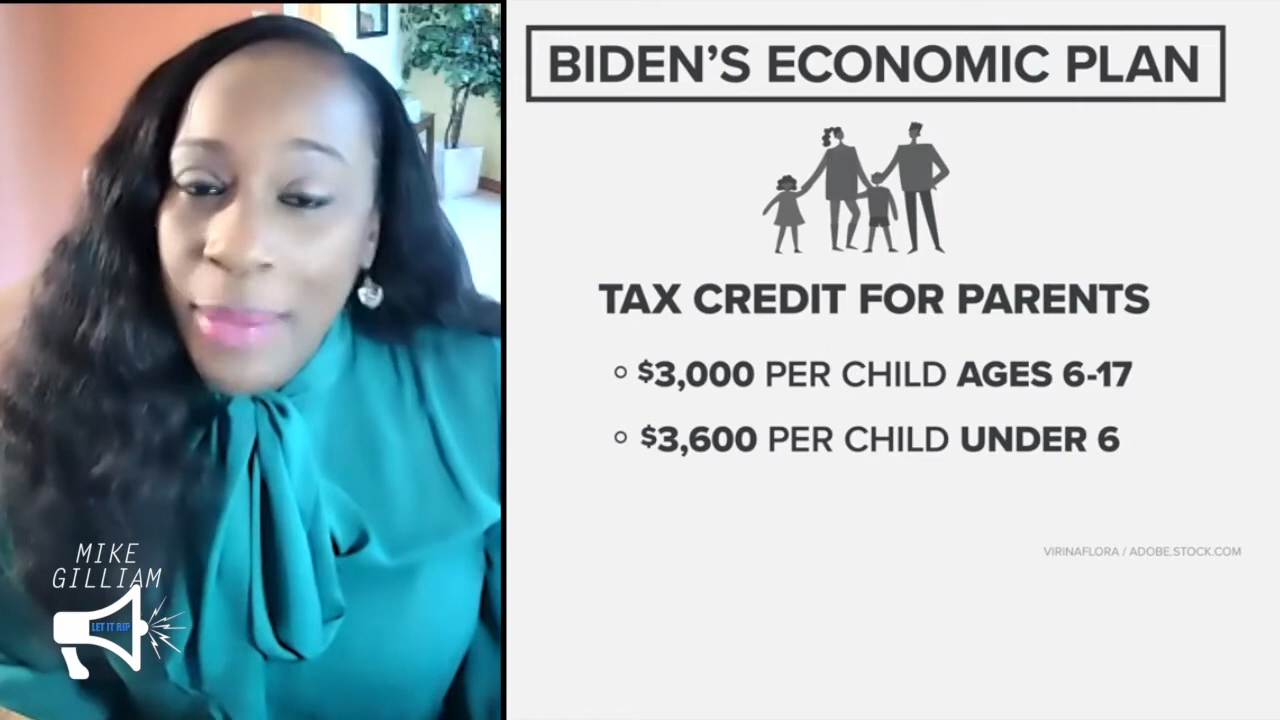 BIDEN'S ECONOMIC PLAN
TAX CREDIT FOR PARENTS
$3,000 PER CHILD AGES 6-17
$3,600 PER CHILD UNDER 6
VIRINAFLORA / ADOBE.STOCK.COM
MIKE
GILLIAM
LET IT RIP